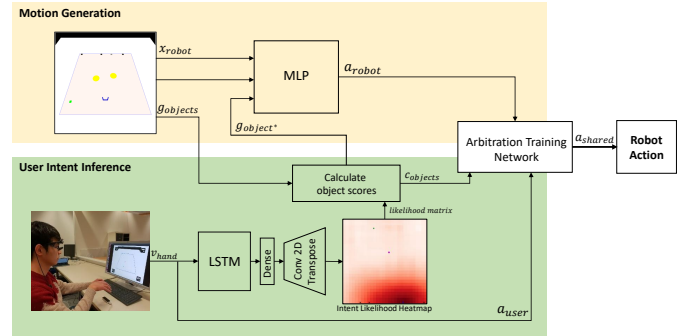 Motion Generation
x_robot
MLP
a_robot
g_objects
g_object*
Arbitration Training
Network
a_shared
Robot
Action
User Intent Inference
Calculate
object scores
c_objects
likelihood matrix
v_hand
LSTM
Dense
Conv 2D
Transpose
Intent Likelihood Heatmap
a_user